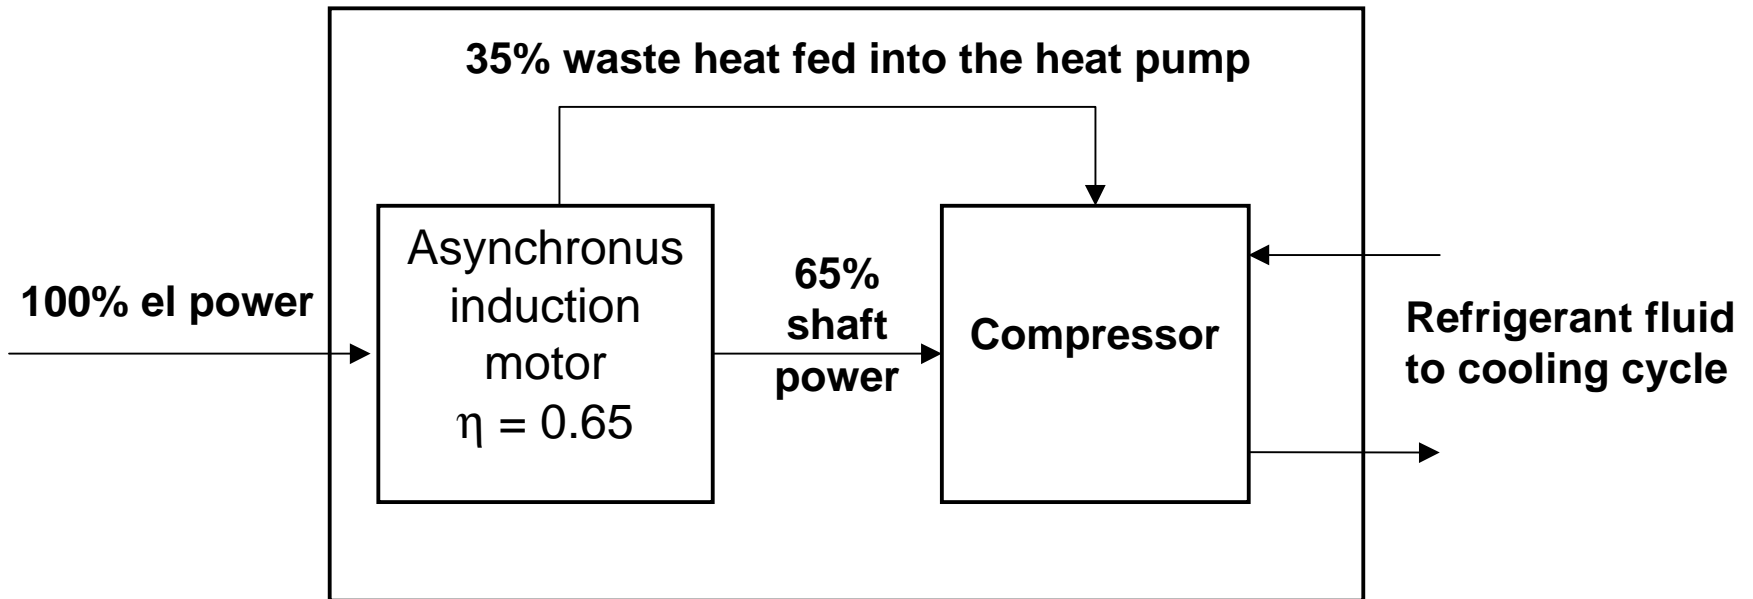 35% waste heat fed into the heat pump
100% el power
Asynchronus
induction
motor
η = 0.65
65%
shaft
power
Compressor
Refrigerant fluid
to cooling cycle